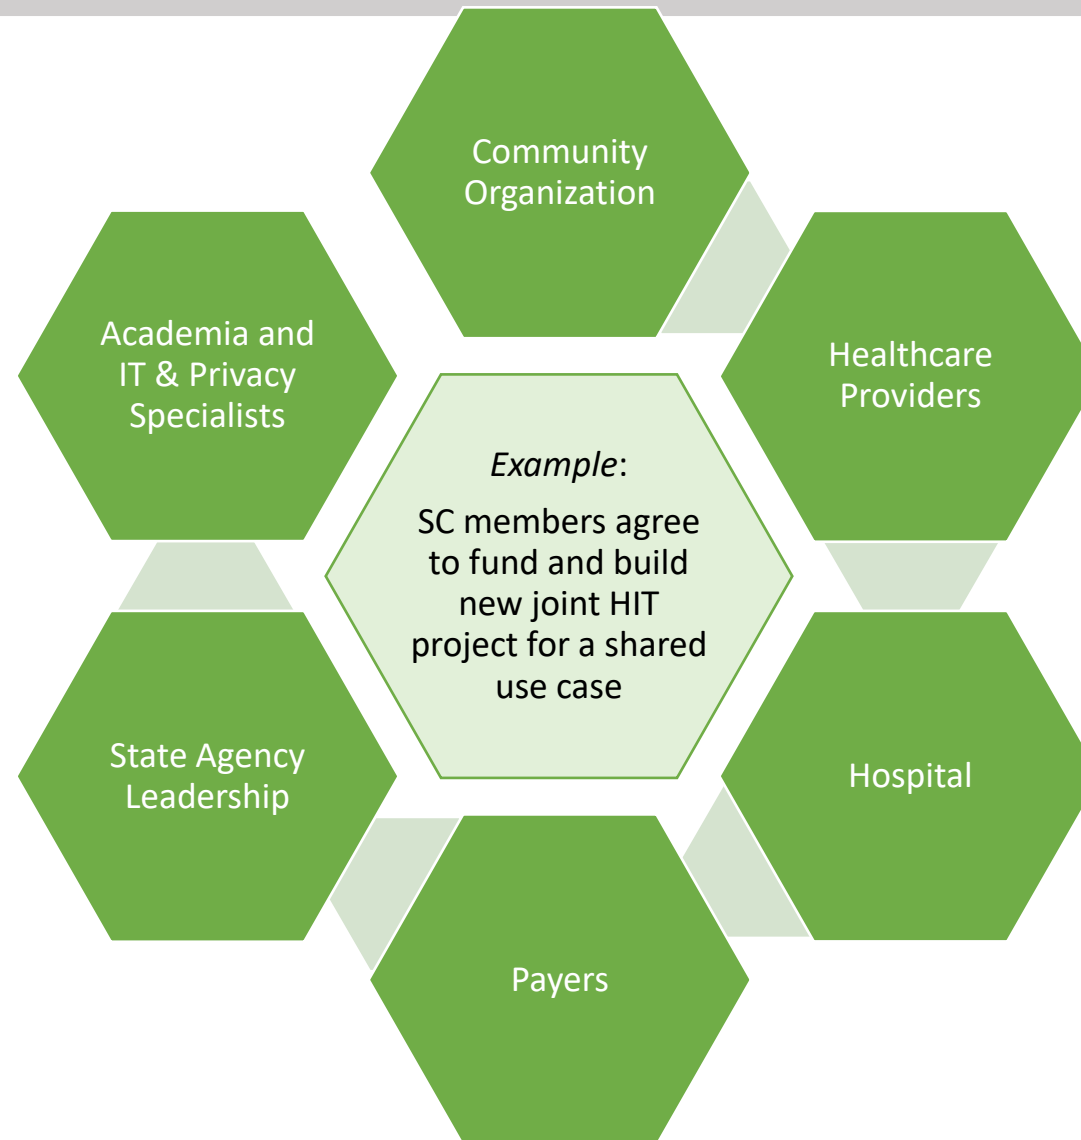 Community
Organization
Healthcare
Providers
Hospital
Payers
State Agency
Leadership
Academia and
IT & Privacy
Specialists
Example:
SC members agree
to fund and build
new joint HIT
project for a shared
use case